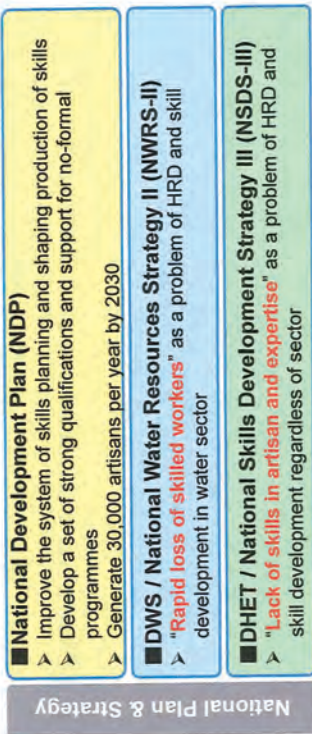 National Plan & Strategy
■National Development Plan (NDP)
➢ Improve the system of skills planning and shaping production of skills
➢ Develop a set of strong qualifications and support for no-formal
programmes
➢ Generate 30,000 artisans per year by 2030
■DWS / National Water Resources Strategy II (NWRS-II)
➢ "Rapid loss of skilled workers" as a problem of HRD and skill
development in water sector
■DHET / National Skills Development Strategy III (NSDS-III)
➢ "Lack of skills in artisan and expertise" as a problem of HRD and
skill development regardless of sector